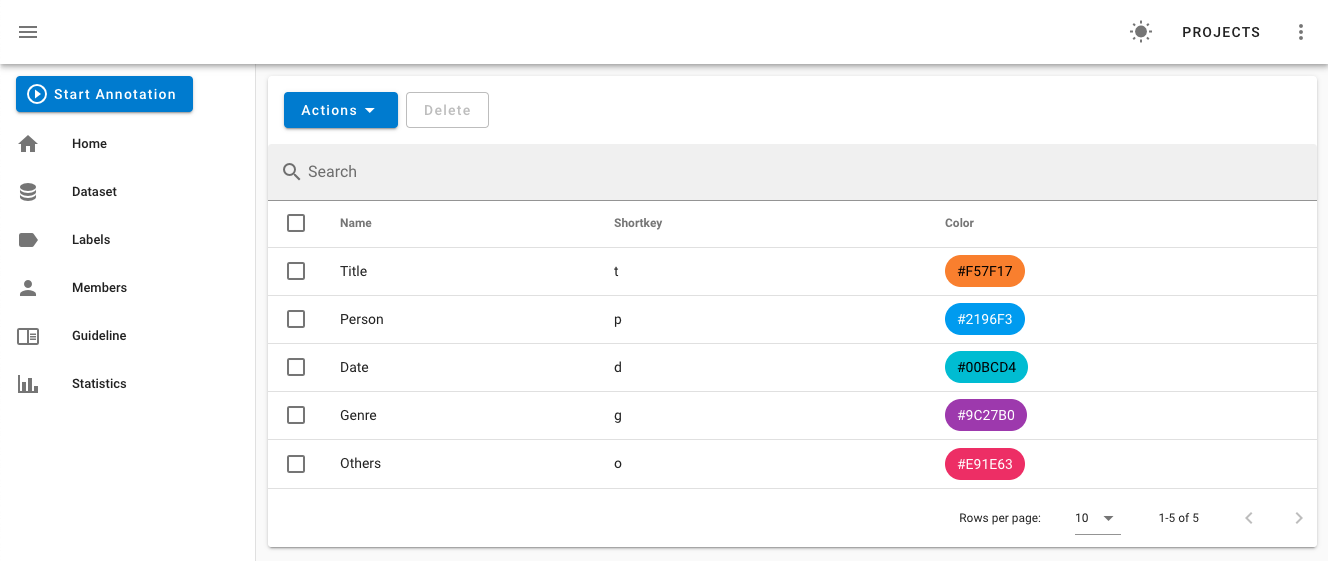 PROJECTS
Start Annotation
Home
Dataset
Labels
Members
Guideline
Statistics
Actions Delete
Search
Name Shortkey Color
Title t #F57F17
Person p #2196F3
Date d #00BCD4
Genre g #9C27B0
Others o #E91E63
Rows per page: 10 1-5 of 5